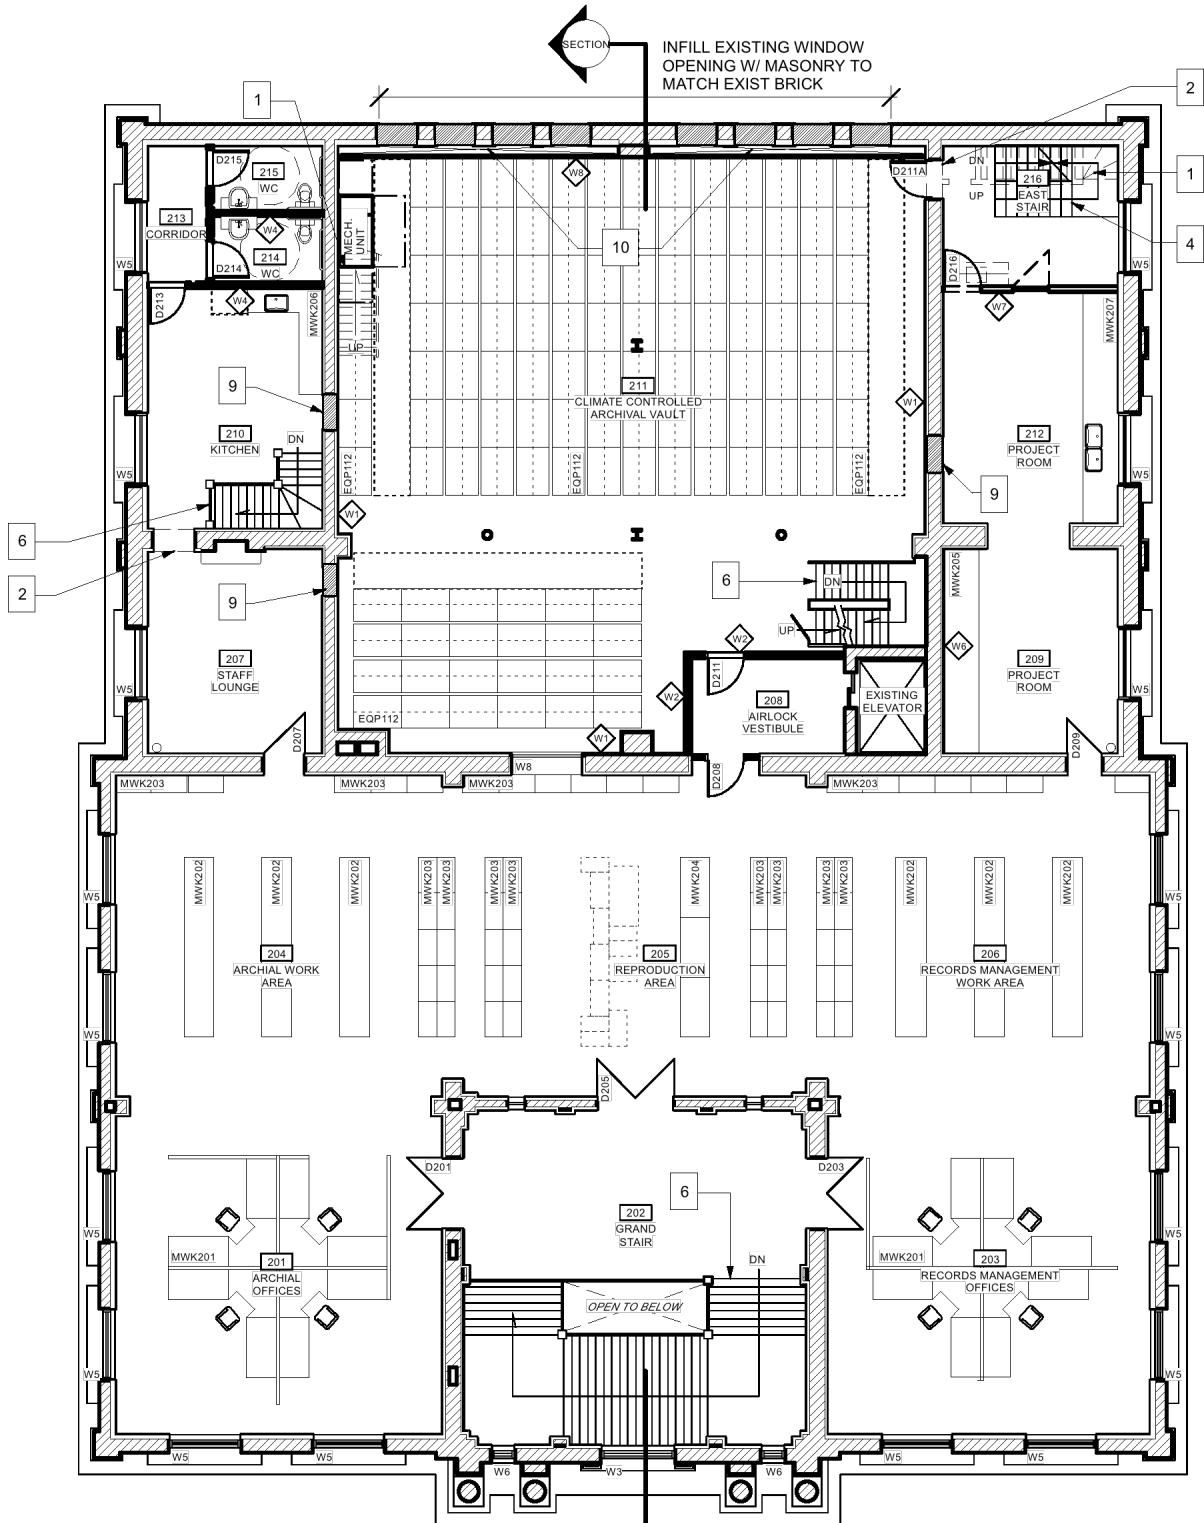 SECTION
INFILL EXISTING WINDOW
OPENING W/ MASONRY TO
MATCH EXIST BRICK
1
2
D215
215
WC
W8
D211A
DN
UP
216
EAST
STAIR
1
213
CORRIDOR
W4
MECH.
UNIT
10
4
214
WC
D214
W5
D216
W5
D213
W4
MWK206
W7
MWK207
UP
9
211
CLIMATE CONTROLLED
ARCHIVAL VAULT
W1
210
KITCHEN
DN
212
PROJECT
ROOM
W5
EQP112
EQP112
EQP112
W5
9
W1
6
2
9
6
DN
UP
MWK205
W2
W6
207
STAFF
LOUNGE
D211
209
PROJECT
ROOM
W5
W2
208
AIRLOCK
VESTIBULE
EXISTING
ELEVATOR
W5
EQP112
W1
D207
D209
W8
D208
MWK203
MWK203
MWK203
MWK203
MWK202
MWK202
MWK202
MWK203
MWK203
MWK203
MWK203
MWK204
MWK203
MWK203
MWK203
MWK203
MWK202
MWK202
MWK202
W5
W5
204
ARCHIAL WORK
AREA
205
REPRODUCTION
AREA
206
RECORDS MANAGEMENT
WORK AREA
W5
W5
D205
D201
D203
6
202
GRAND
STAIR
W5
W5
MWK201
201
ARCHIAL
OFFICES
DN
MWK201
203
RECORDS MANAGEMENT
OFFICES
OPEN TO BELOW
W5
W5
W5
W5
W6
W3
W6
W5
W5